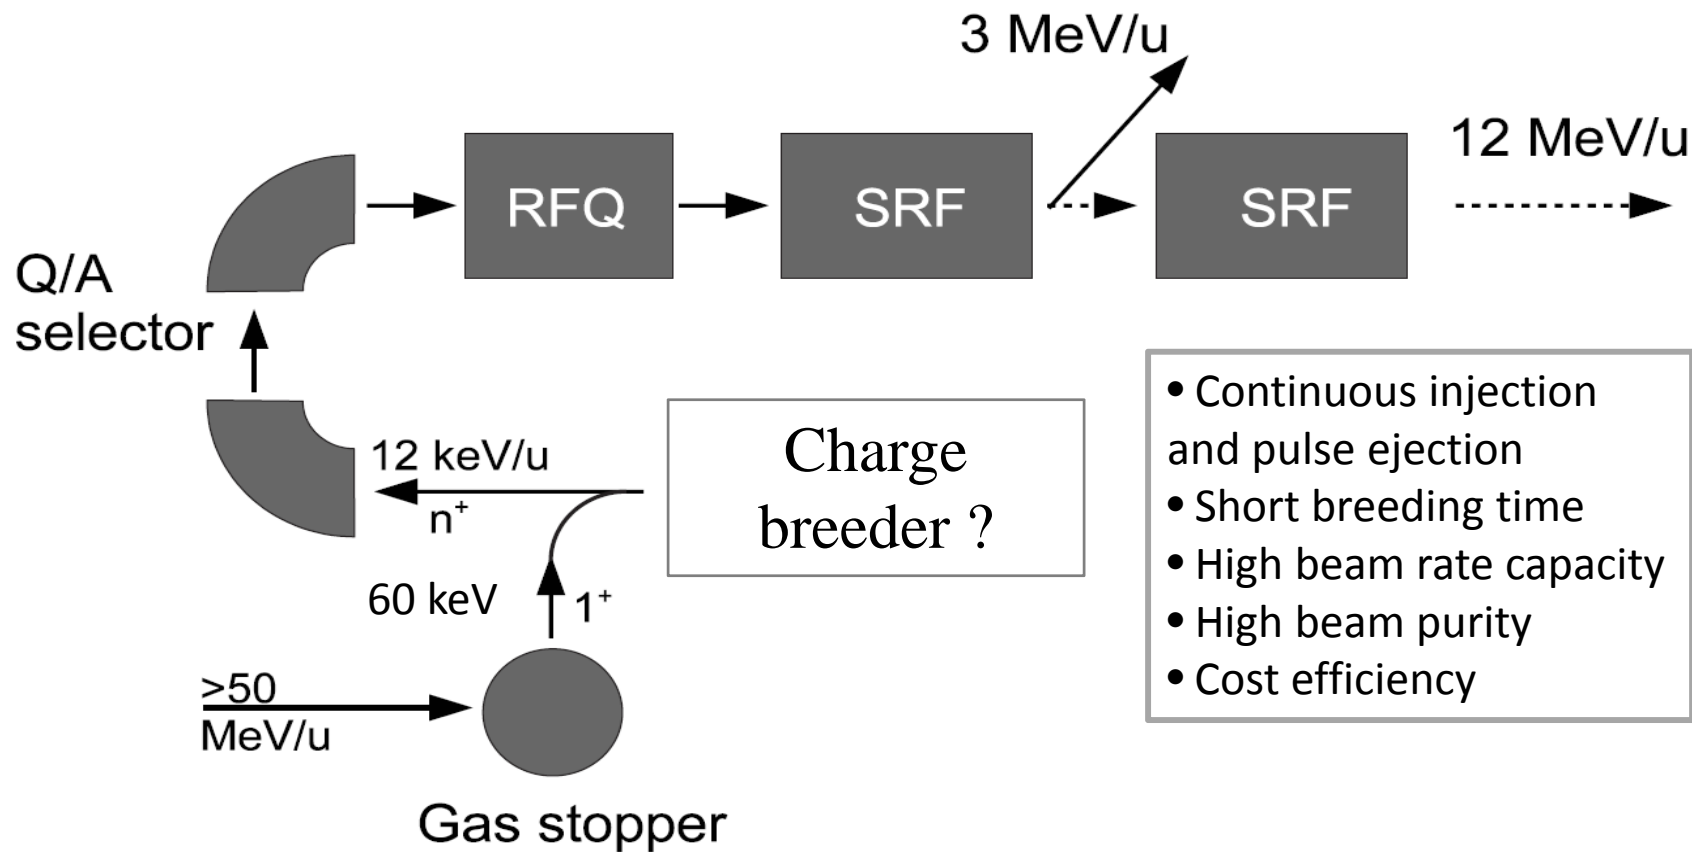 3 MeV/u
12 MeV/u
RFQ
SRF
SRF
Q/A
selector
12 keV/u
n⁺
Charge
breeder ?
60 keV
1⁺
>50
MeV/u
Gas stopper
• Continuous injection
and pulse ejection
• Short breeding time
• High beam rate capacity
• High beam purity
• Cost efficiency